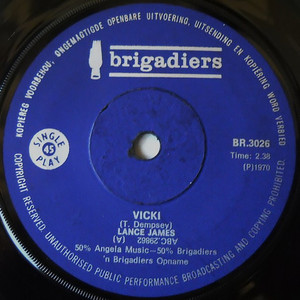 KOPIEREG VOORBEHOU, ONGEMAGTIGDE OPENBARE UITVOERING, UITSENDING EN KOPIËRING WORD VERBIED
brigadiers
BR.3026
Time: 2.38
(P)1970
SINGLE
45
PLAY
VICKI
(T. Dempsey)
LANCE JAMES
(A) ABC.29862
50% Angela Music—50% Brigadiers
'n Brigadiers Opname
COPYRIGHT RESERVED. UNAUTHORISED PUBLIC PERFORMANCE BROADCASTING AND COPYING PROHIBITED.